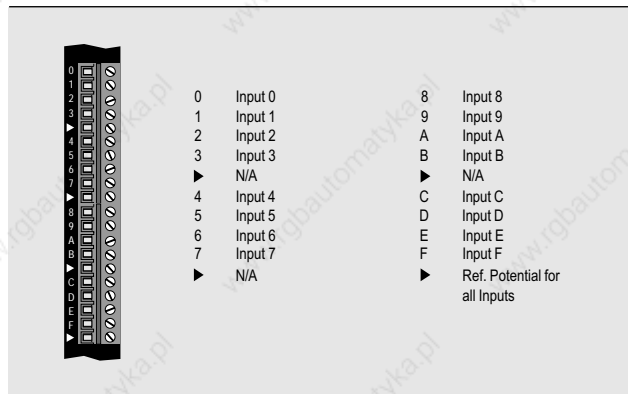 0
1
2
3
▶
4
5
6
7
▶
8
9
A
B
▶
C
D
E
F
▶
0 Input 0
1 Input 1
2 Input 2
3 Input 3
▶ N/A
4 Input 4
5 Input 5
6 Input 6
7 Input 7
▶ N/A
8 Input 8
9 Input 9
A Input A
B Input B
▶ N/A
C Input C
D Input D
E Input E
F Input F
▶ Ref. Potential for
all Inputs
www.rgbautomatyka.pl